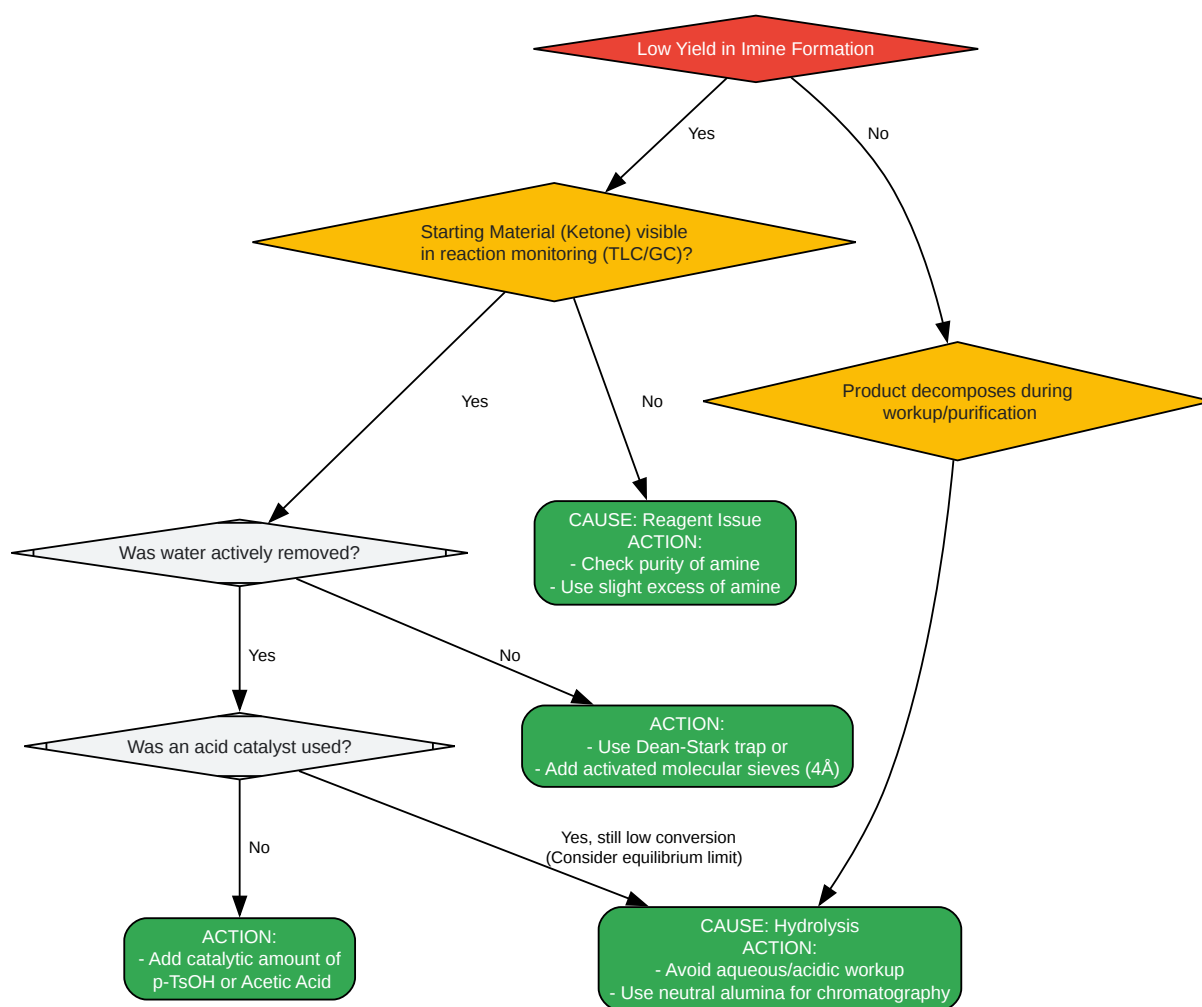 Low Yield in Imine Formation
Yes
No
Starting Material (Ketone) visible
in reaction monitoring (TLC/GC)?
Product decomposes during
workup/purification
Yes
No
CAUSE: Reagent Issue
ACTION:
- Check purity of amine
- Use slight excess of amine
Was water actively removed?
Yes
No
ACTION:
- Use Dean-Stark trap or
- Add activated molecular sieves (4Å)
Was an acid catalyst used?
No
Yes, still low conversion
(Consider equilibrium limit)
ACTION:
- Add catalytic amount of
p-TsOH or Acetic Acid
CAUSE: Hydrolysis
ACTION:
- Avoid aqueous/acidic workup
- Use neutral alumina for chromatography